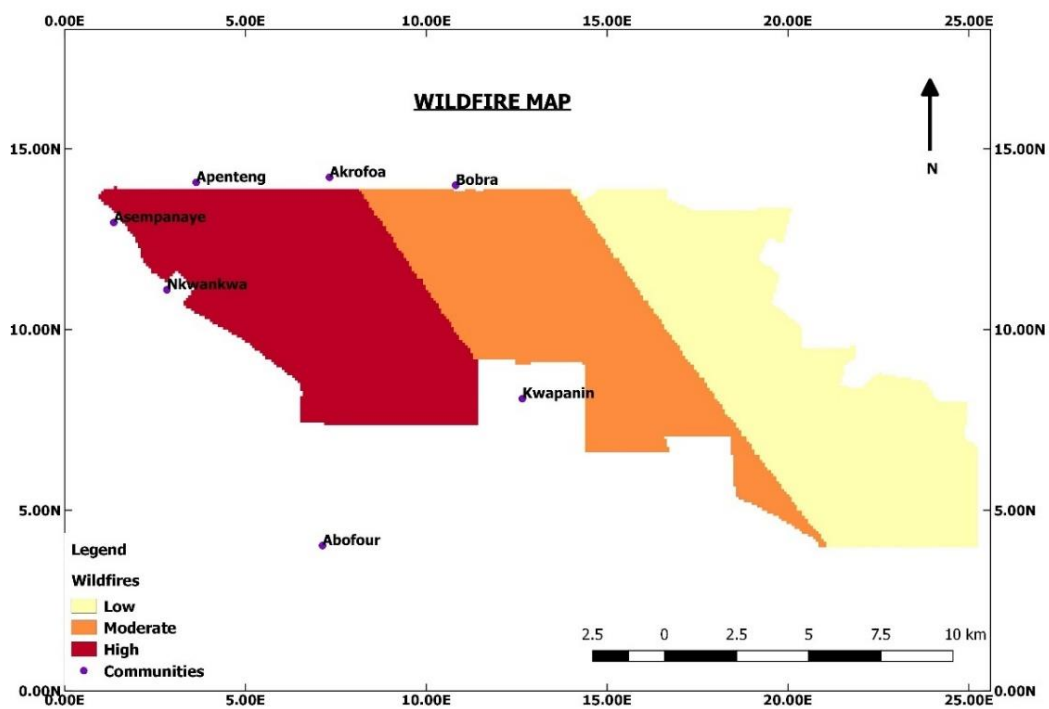 0.00E 5.00E 10.00E 15.00E 20.00E 25.00E
WILDFIRE MAP
N
15.00N 15.00N
Akrofoa
Apenteng
Bobra
Asempanaye
Nkwankwa
10.00N 10.00N
Kwapanin
5.00N 5.00N
Abofour
Legend
Wildfires
Low
Moderate
High
Communities
2.5 0 2.5 5 7.5 10 km
0.00N 0.00N
0.00E 5.00E 10.00E 15.00E 20.00E 25.00E